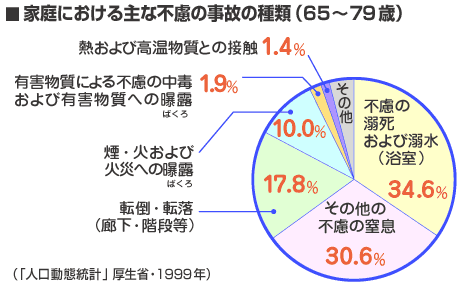 ■家庭における主な不慮の事故の種類（65〜79歳）
熱および高温物質との接触 1.4%
有害物質による不慮の中毒
および有害物質への曝露 1.9%
ばくろ
煙・火および
火災への曝露
ばくろ
10.0%
転倒・転落
（廊下・階段等）
17.8%
その他
不慮の
溺死
および溺水
（浴室）
34.6%
その他の
不慮の窒息
30.6%
（「人口動態統計」厚生省・1999年）